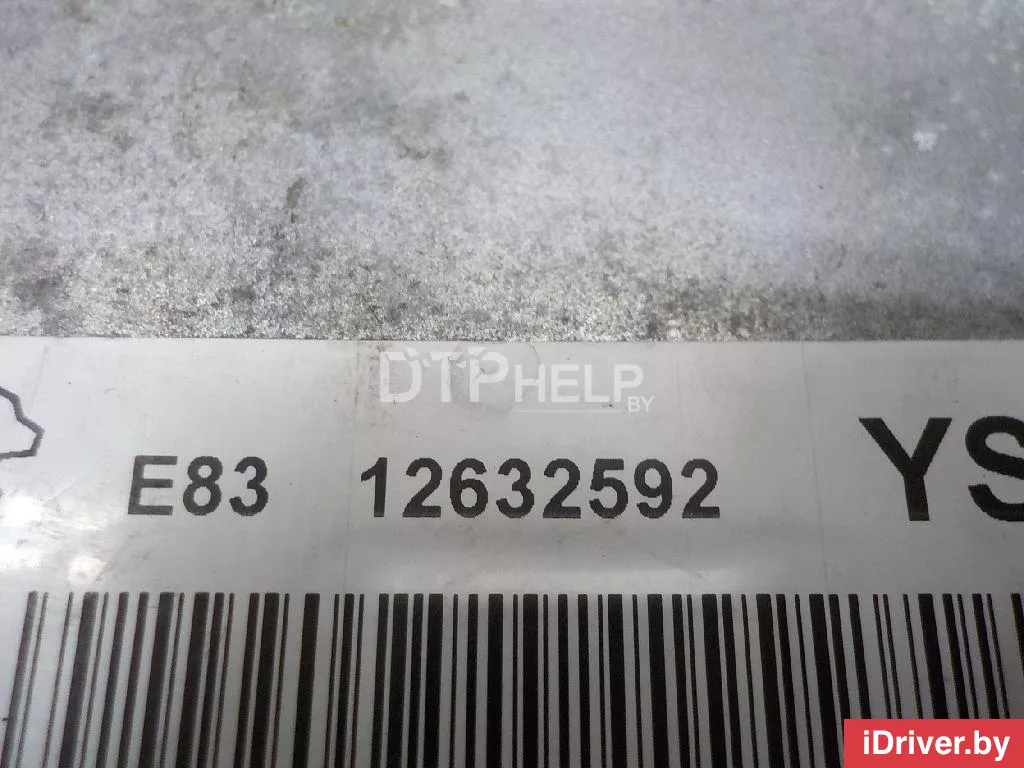 DTPHELP
BY
E83 12632592 YS
iDriver.by